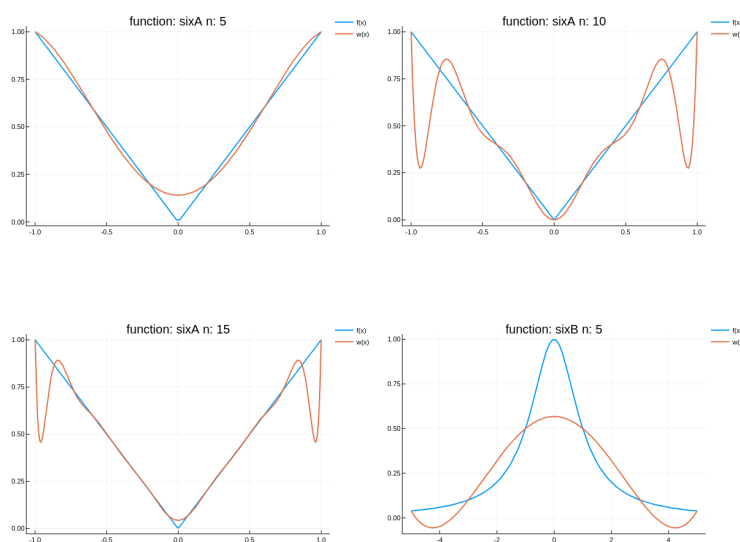 function: sixA n: 5
f(x)
w(x)
1.00
0.75
0.50
0.25
0.00
-1.0 -0.5 0.0 0.5 1.0
function: sixA n: 10
f(x
w(
1.00
0.75
0.50
0.25
0.00
-1.0 -0.5 0.0 0.5 1.0
function: sixA n: 15
f(x)
w(x)
1.00
0.75
0.50
0.25
0.00
-1.0 -0.5 0.0 0.5 1.0
function: sixB n: 5
f(x
w(
1.00
0.75
0.50
0.25
0.00
-4 -2 0 2 4